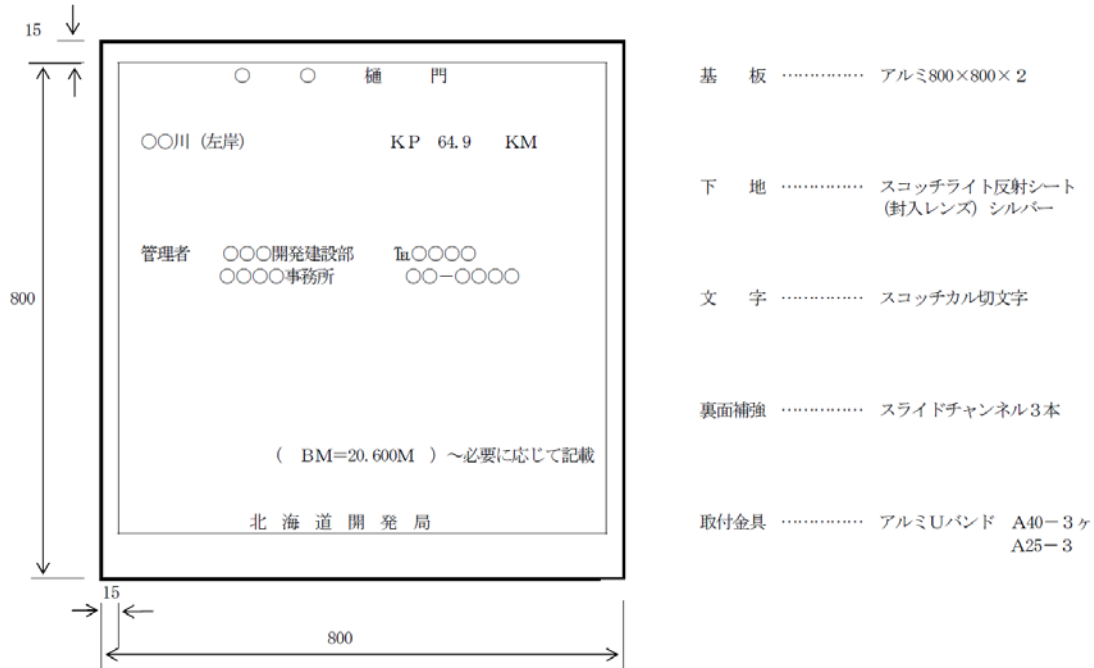 15
○ ○ 樋 門
○○川 (左岸) KP 64.9 KM
管理者 ○○○開発建設部 ℡○○○○
○○○○事務所 ○○−○○○○
800
( BM=20.600M ) ～必要に応じて記載
北 海 道 開 発 局
15
800
基 板 …………… アルミ800×800×2
下 地 …………… スコッチライト反射シート
(封入レンズ) シルバー
文 字 …………… スコッチカル切文字
裏面補強 …………… スライドチャンネル3本
取付金具 …………… アルミUバンド A40−3ヶ
A25−3